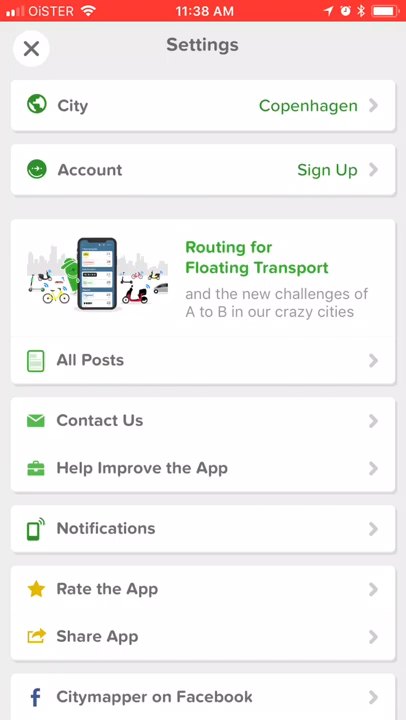 OiSTER
11:38 AM
Settings
City
Copenhagen
Account
Sign Up
Routing for
Floating Transport
and the new challenges of
A to B in our crazy cities
All Posts
Contact Us
Help Improve the App
Notifications
Rate the App
Share App
Citymapper on Facebook